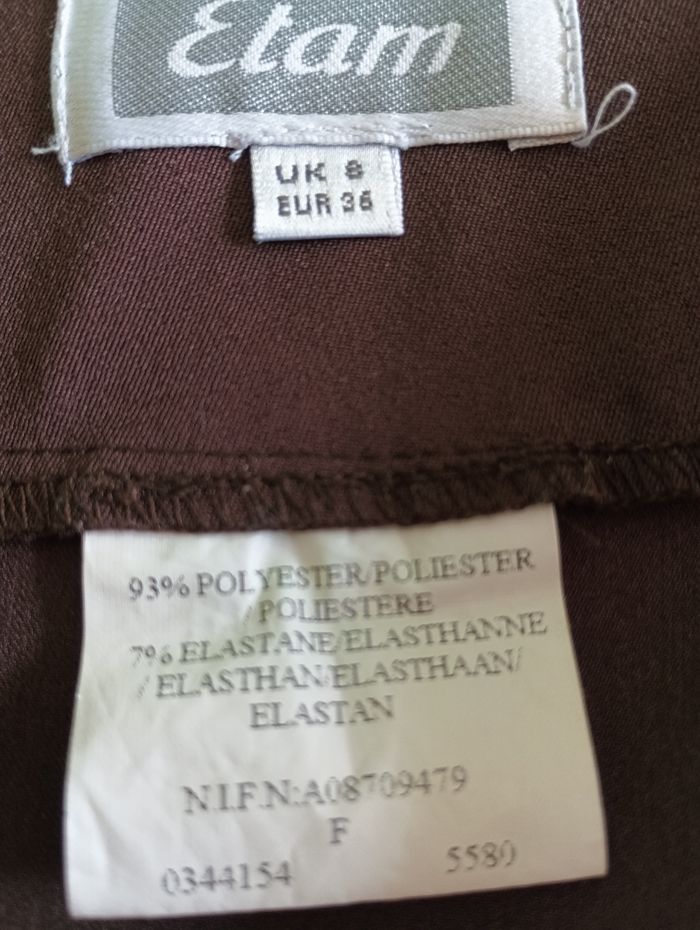 Etam
UK 8
EUR 36
93% POLYESTER/POLIESTER
/POLIESTERE
7% ELASTANE/ELASTHANNE
/ ELASTHAN/ELASTHAAN/
ELASTAN
N.I.F.N:A08709479
F
0344154 5580